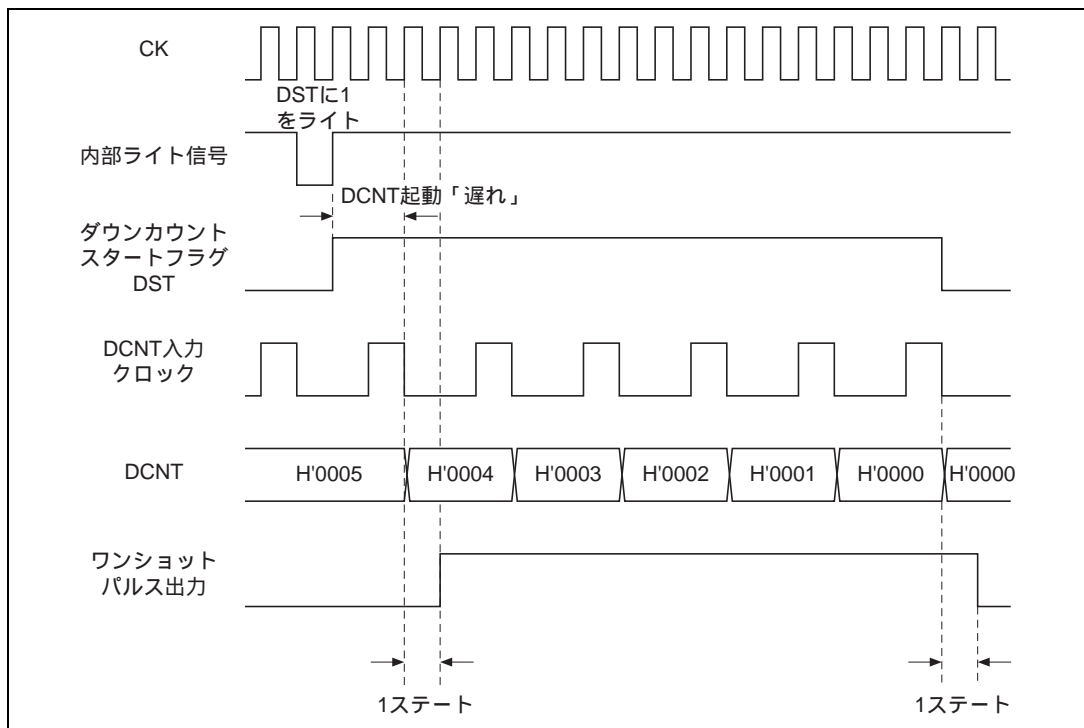 CK
DSTに1
をライト
内部ライト信号
DCNT起動「遅れ」
ダウンカウント
スタートフラグ
DST
DCNT入力
クロック
DCNT
H'0005
H'0004
H'0003
H'0002
H'0001
H'0000
H'0000
ワンショット
パルス出力
1ステート
1ステート